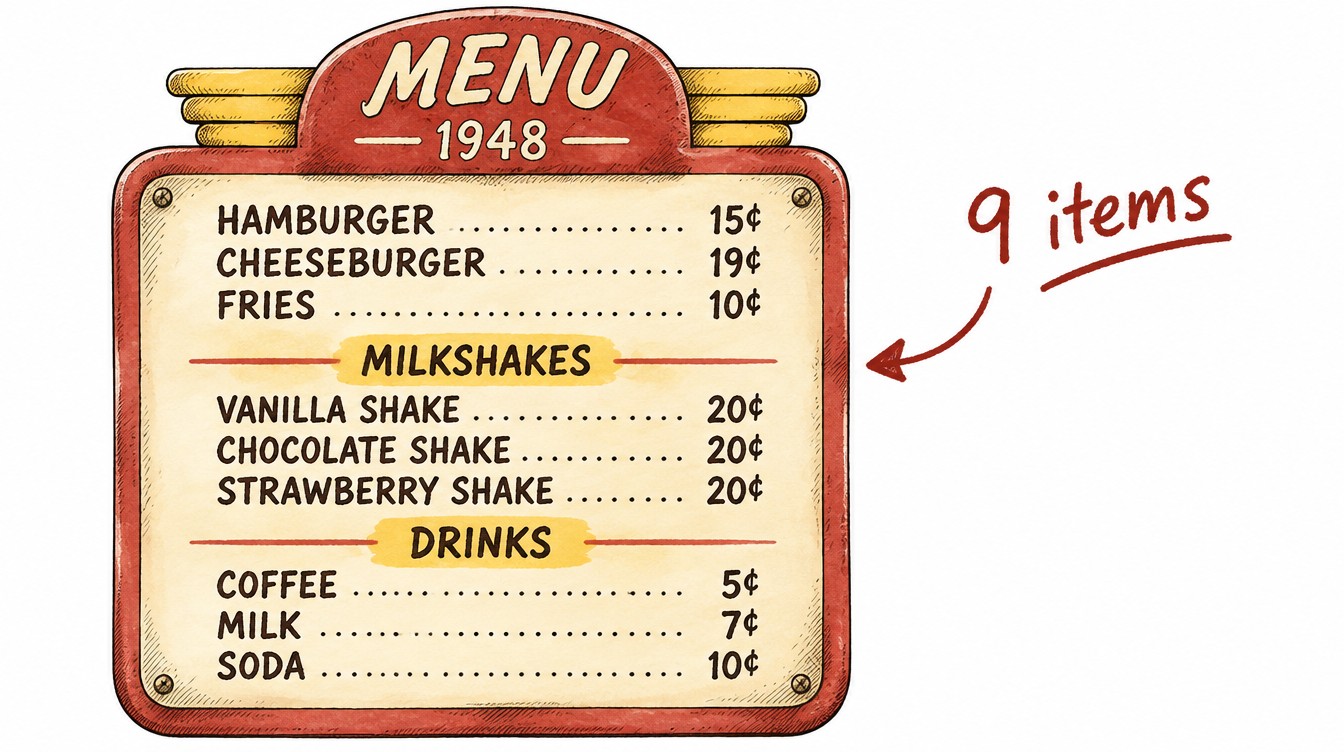 MENU
1948
HAMBURGER .................. 15¢
CHEESEBURGER ............ 19¢
FRIES ........................ 10¢
MILKSHAKES
VANILLA SHAKE ............... 20¢
CHOCOLATE SHAKE ........... 20¢
STRAWBERRY SHAKE ........ 20¢
DRINKS
COFFEE ........................ 5¢
MILK .......................... 7¢
SODA .......................... 10¢
9 items